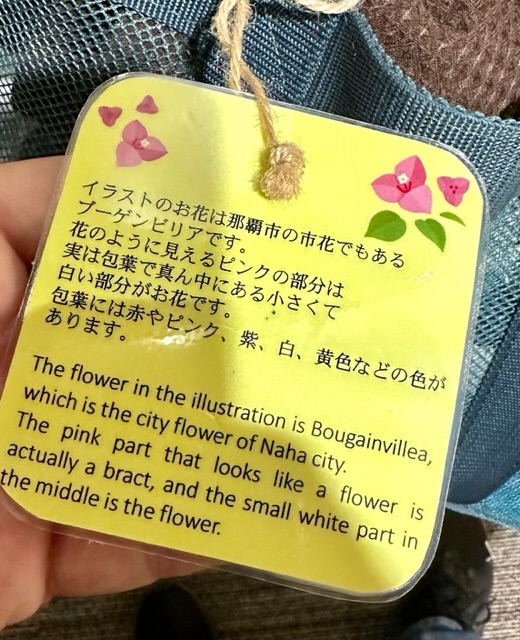 イラストのお花は那覇市の市花でもある
ブーゲンビリアです。
花のように見えるピンクの部分は
実は包葉で真ん中にある小さくて
白い部分がお花です。
包葉には赤やピンク、紫、白、黄色などの色が
あります。
The flower in the illustration is Bougainvillea,
which is the city flower of Naha city.
The pink part that looks like a flower is
actually a bract, and the small white part in
the middle is the flower.